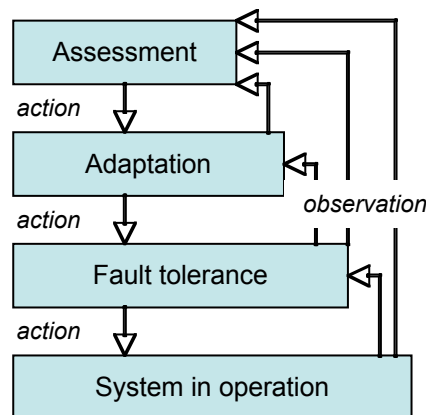 Assessment
action
Adaptation
action
observation
Fault tolerance
action
System in operation